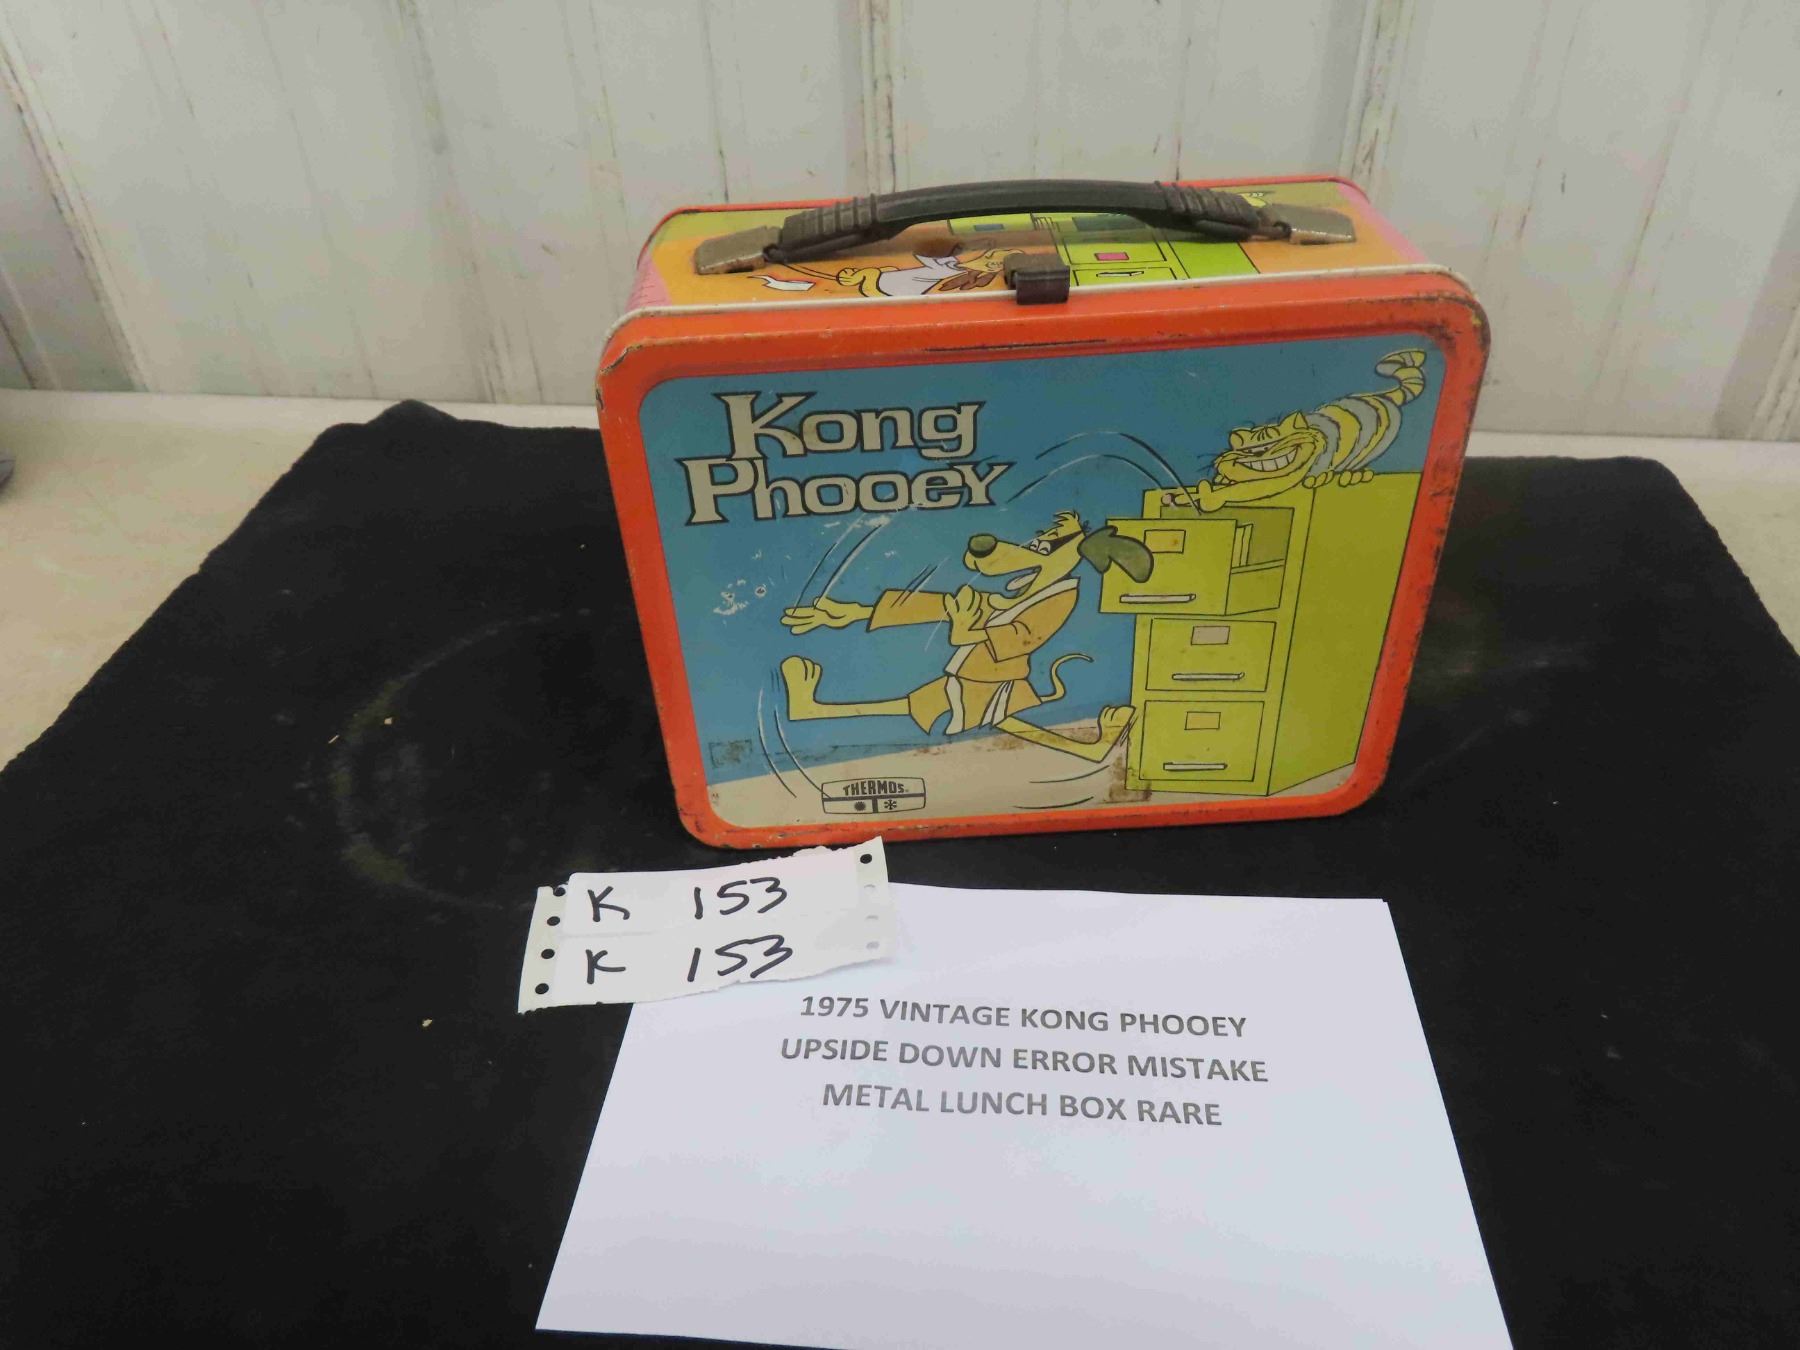 Kong
Phooey
THERMOS
K 153
K 153
1975 VINTAGE KONG PHOOEY
UPSIDE DOWN ERROR MISTAKE
METAL LUNCH BOX RARE